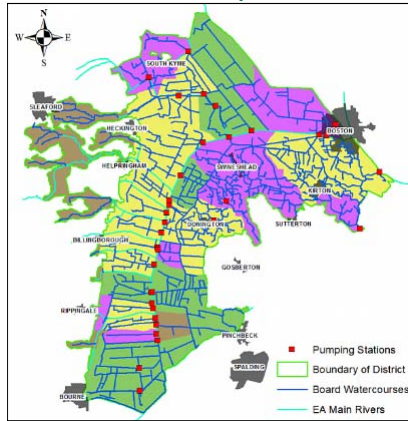 N
W E
S
SOUTH KYME
SLEAFORD
HECKINGTON
BOSTON
HELPRINGHAM
SWINESHEAD
KIRTON
DONINGTON
SUTTERTON
BILLINGBOROUGH
GOSBERTON
RIPPINGALE
PINCHBECK
SPALDING
BOURNE
Pumping Stations
Boundary of District
Board Watercourses
EA Main Rivers